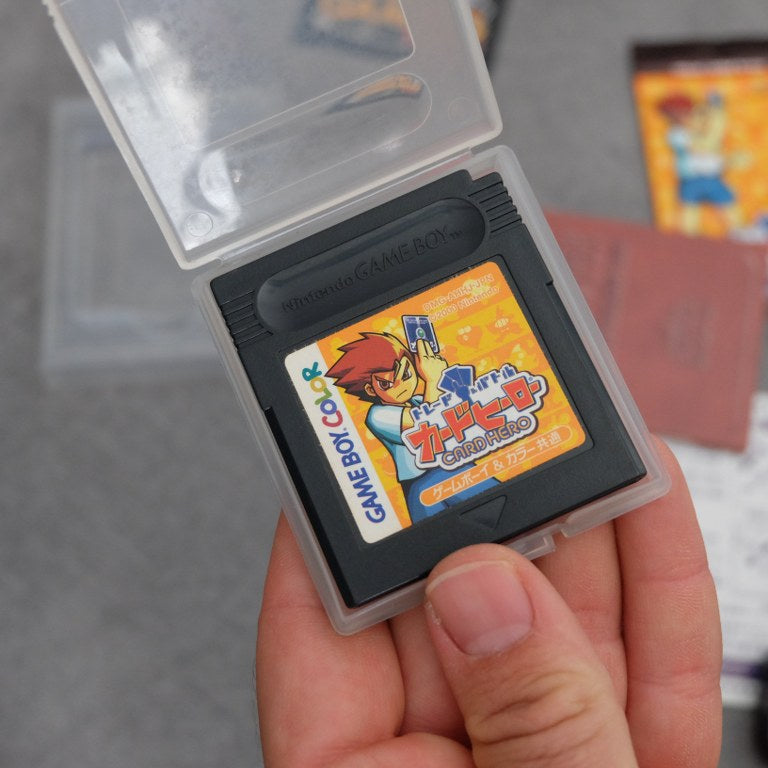 Nintendo GAME BOY™
DMG-AXHJ-JPN
©2000 Nintendo
GAME BOY COLOR
トレード&バトル
カードヒーロー
CARD HERO
ゲームボーイ & カラー共通